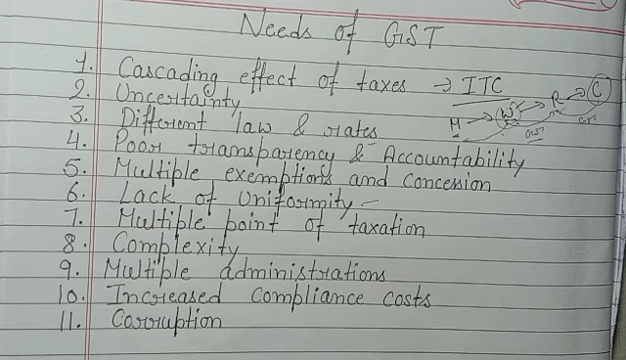 Needs of GST
1. Cascading effect of taxes → ITC
2. Uncertainty
M → W → R → C
3. Different law & rates
4. Poor transparency & Accountability
5. Multiple exemptions and concession
6. Lack of Uniformity -
7. Multiple point of taxation
8. Complexity
9. Multiple administrations
10. Increased compliance costs
11. Corruption